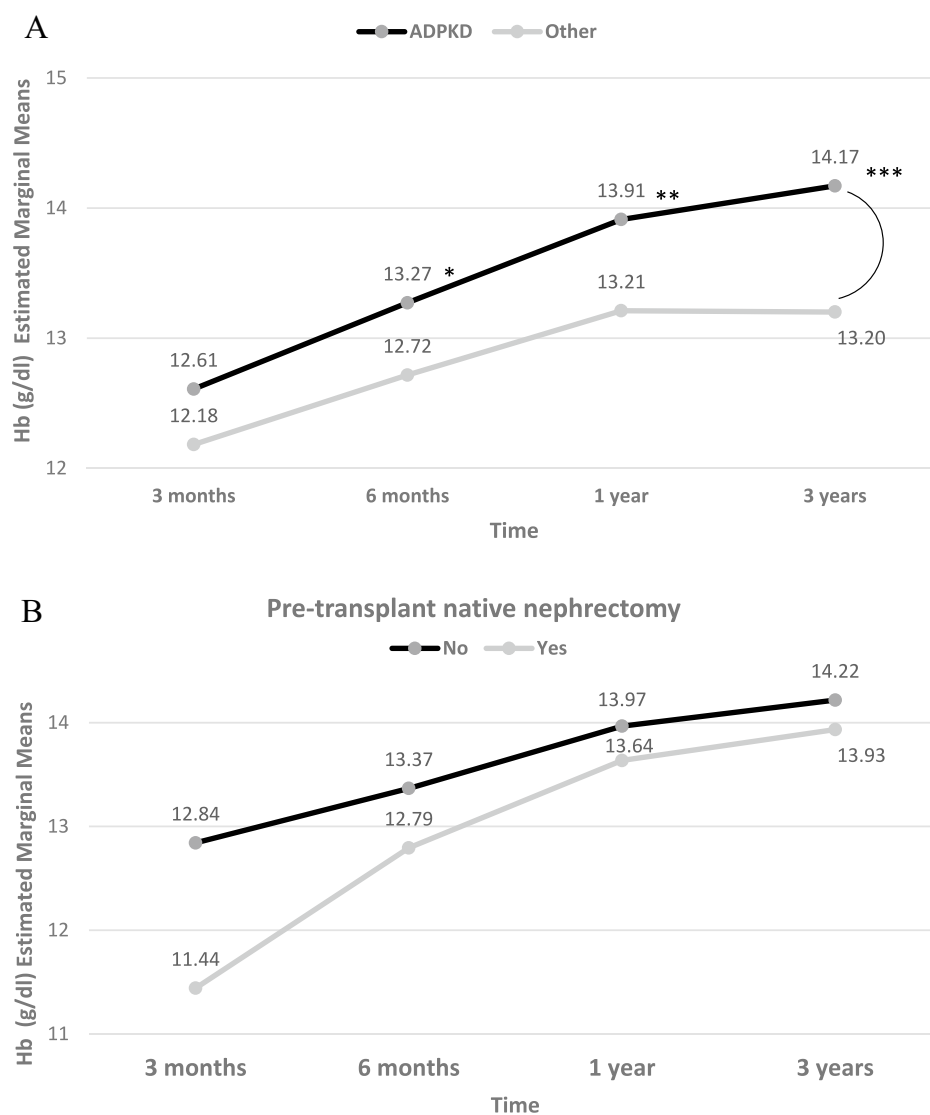 A
ADPKD Other
Hb (g/dl) Estimated Marginal Means
15
14
13
12
14.17 ***
13.91 **
13.27 *
13.21
13.20
12.72
12.61
12.18
3 months 6 months 1 year 3 years
Time
B
Pre-transplant native nephrectomy
No Yes
Hb (g/dl) Estimated Marginal Means
14
13
12
11
14.22
13.97
13.64
13.93
13.37
12.84
12.79
11.44
3 months 6 months 1 year 3 years
Time